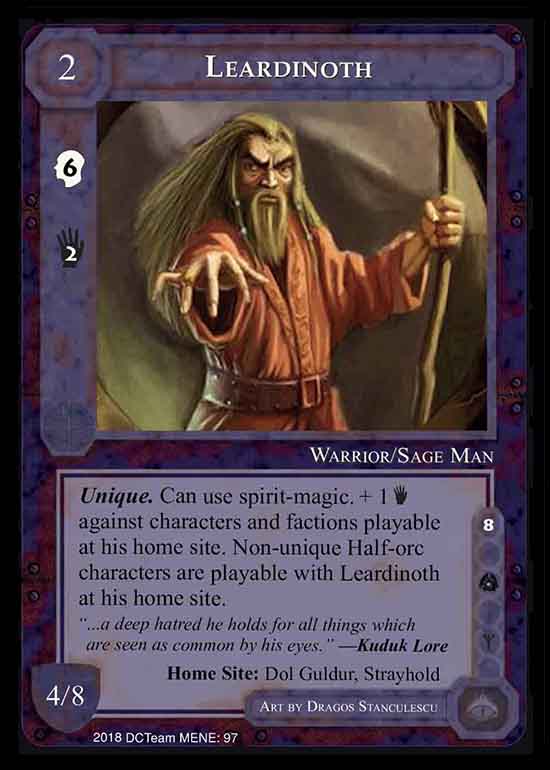 2
LEARDINOTH
6
2
WARRIOR/SAGE MAN
Unique. Can use spirit-magic. + 1
against characters and factions playable
at his home site. Non-unique Half-orc
characters are playable with Leardinoth
at his home site.
8
“...a deep hatred he holds for all things which
are seen as common by his eyes.” —Kuduk Lore
Home Site: Dol Guldur, Strayhold
4/8
ART BY DRAGOS STANCULESCU
2018 DCTeam MENE: 97